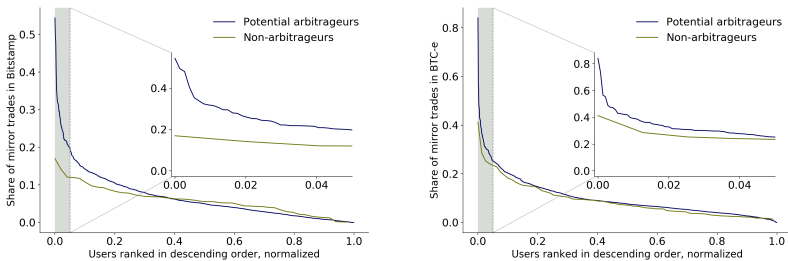 Share of mirror trades in Bitstamp
0.5
0.4
0.3
0.2
0.1
0.0
0.0 0.2 0.4 0.6 0.8 1.0
Users ranked in descending order, normalized
Potential arbitrageurs
Non-arbitrageurs
0.4
0.2
0.0
0.00 0.02 0.04
Share of mirror trades in BTC-e
0.8
0.6
0.4
0.2
0.0
0.0 0.2 0.4 0.6 0.8 1.0
Users ranked in descending order, normalized
Potential arbitrageurs
Non-arbitrageurs
0.8
0.6
0.4
0.2
0.0
0.00 0.02 0.04